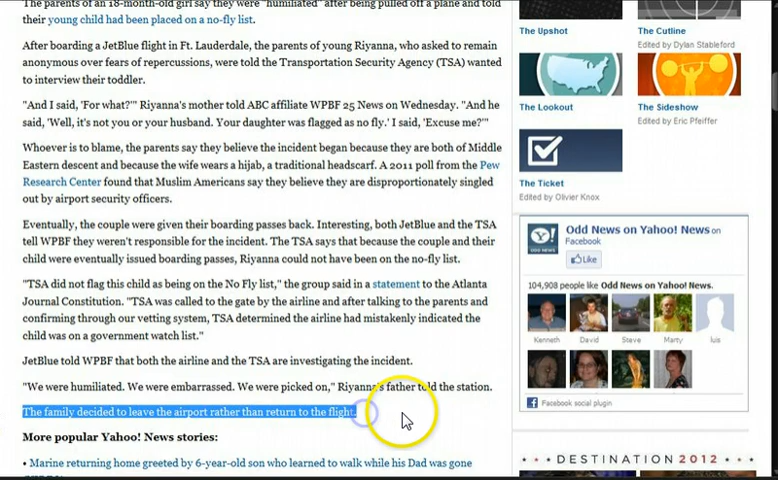 The parents of an 18-month-old girl say they were "humiliated" after being pulled off a plane and told
their young child had been placed on a no-fly list.
After boarding a JetBlue flight in Ft. Lauderdale, the parents of young Riyanna, who asked to remain
anonymous over fears of repercussions, were told the Transportation Security Agency (TSA) wanted
to interview their toddler.
"And I said, 'For what?'" Riyanna's mother told ABC affiliate WPBF 25 News on Wednesday. "And he
said, 'Well, it's not you or your husband. Your daughter was flagged as no fly.' I said, 'Excuse me?'"
Whoever is to blame, the parents say they believe the incident began because they are both of Middle
Eastern descent and because the wife wears a hijab, a traditional headscarf. A 2011 poll from the Pew
Research Center found that Muslim Americans say they believe they are disproportionately singled
out by airport security officers.
Eventually, the couple were given their boarding passes back. Interesting, both JetBlue and the TSA
tell WPBF they weren't responsible for the incident. The TSA says that because the couple and their
child were eventually issued boarding passes, Riyanna could not have been on the no-fly list.
"TSA did not flag this child as being on the No Fly list," the group said in a statement to the Atlanta
Journal Constitution. "TSA was called to the gate by the airline and after talking to the parents and
confirming through our vetting system, TSA determined the airline had mistakenly indicated the
child was on a government watch list."
JetBlue told WPBF that both the airline and the TSA are investigating the incident.
"We were humiliated. We were embarrassed. We were picked on," Riyanna's father told the station.
The family decided to leave the airport rather than return to the flight.
More popular Yahoo! News stories:
• Marine returning home greeted by 6-year-old son who learned to walk while his Dad was gone
The Upshot
The Cutline
Edited by Dylan Stableford
The Lookout
The Sideshow
Edited by Eric Pfeiffer
The Ticket
Edited by Olivier Knox
Y!
ODD NEWS
Odd News on Yahoo! News on
Facebook
Like
104,908 people like Odd News on Yahoo! News.
Kenneth
David
Steve
Marty
luis
Facebook social plugin
DESTINATION 2012